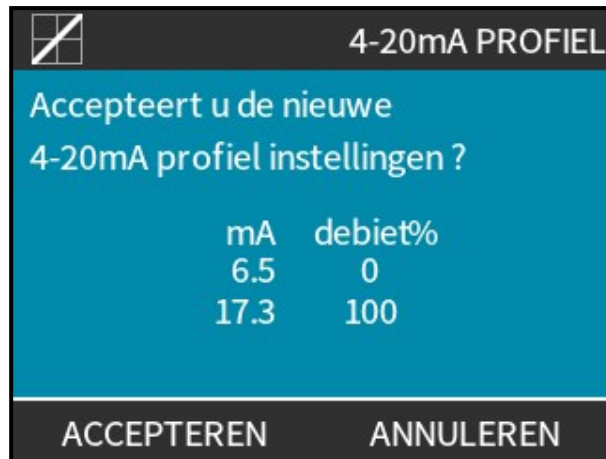 4-20mA PROFIEL
Accepteert u de nieuwe
4-20mA profiel instellingen ?
mA debiet%
6.5 0
17.3 100
ACCEPTEREN ANNULEREN